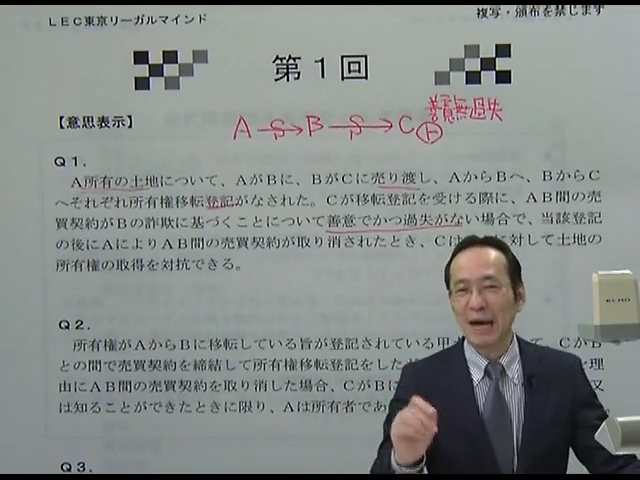 LEC東京リーガルマインド
複写・頒布を禁じます
第1回
【意思表示】
A B C 善意無過失
Q1.
A所有の土地について、AがBに、BがCに売り渡し、AからBへ、BからC
へそれぞれ所有権移転登記がなされた。Cが移転登記を受ける際に、AB間の売
買契約がBの詐欺に基づくことについて善意でかつ過失がない場合で、当該登記
の後にAによりAB間の売買契約が取り消されたとき、Cは に対して土地の
所有権の取得を対抗できる。
Q2.
所有権がAからBに移転している旨が登記されている甲 て、CがB
との間で売買契約を締結して所有権移転登記をした を理
由にAB間の売買契約を取り消した場合、CがBに 又
は知ることができたときに限り、Aは所有者であ
Q3.
ELMO